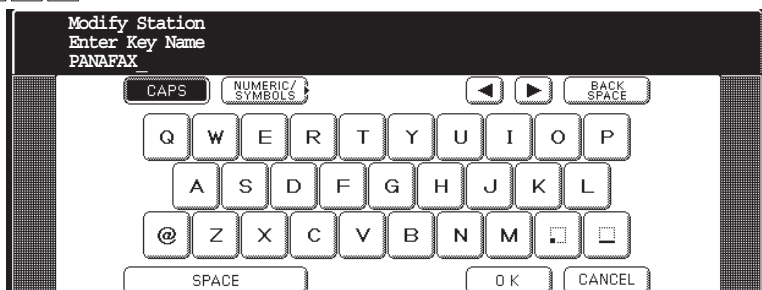 Modify Station
Enter Key Name
PANAFAX_
CAPS NUMERIC/ SYMBOLS ◀ ▶ BACK SPACE
Q W E R T Y U I O P
A S D F G H J K L
@ Z X C V B N M . _
SPACE OK CANCEL